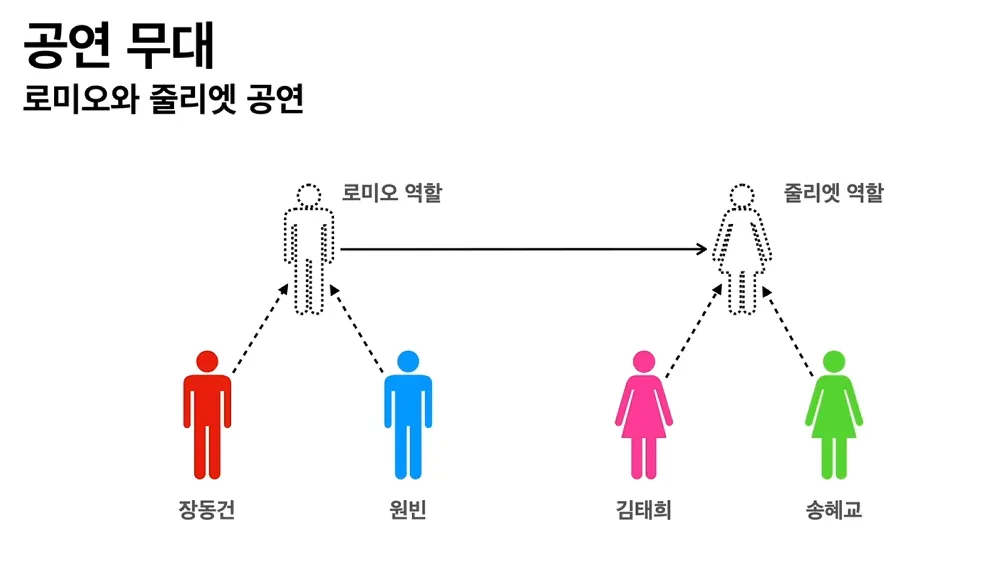 공연 무대
로미오와 줄리엣 공연
로미오 역할
줄리엣 역할
장동건
원빈
김태희
송혜교